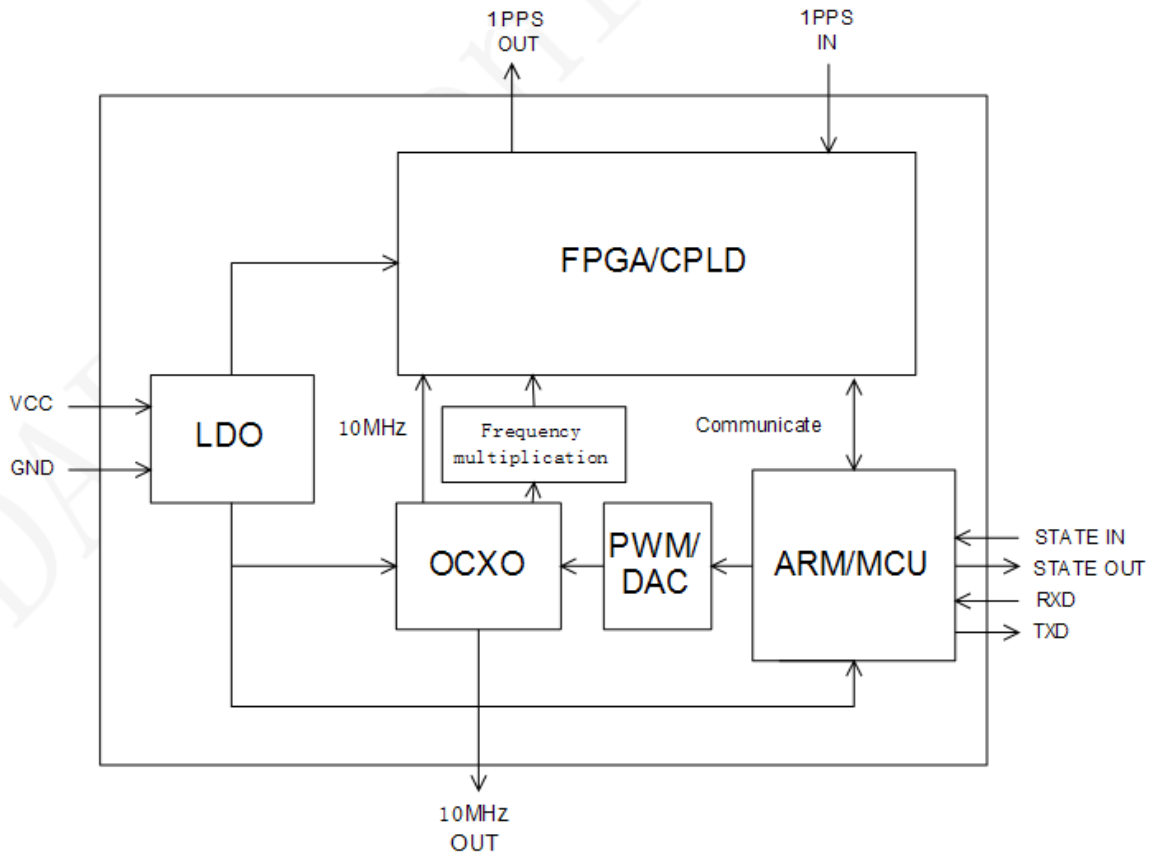 1PPS
OUT
1PPS
IN
FPGA/CPLD
VCC
GND
LDO
10MHz
Frequency
multiplication
Communicate
OCXO
PWM/
DAC
ARM/MCU
STATE IN
STATE OUT
RXD
TXD
10MHz
OUT